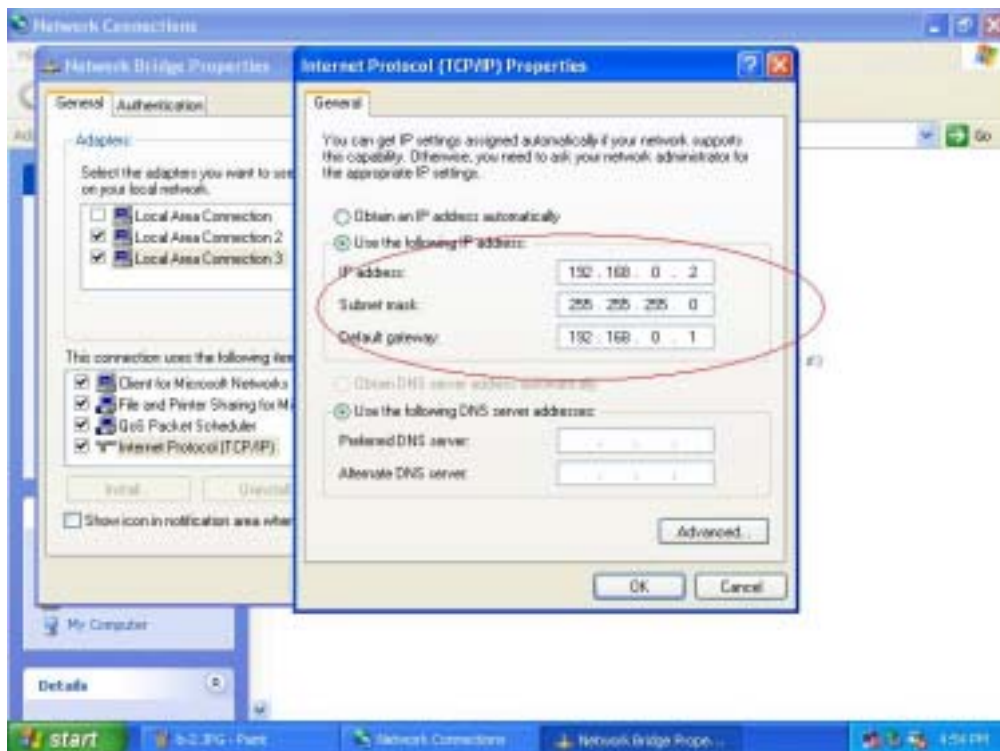 Network Connections
Network Bridge Properties
General Authentication
Adapters:
Select the adapters you want to use
on your local network.
Local Area Connection
Local Area Connection 2
Local Area Connection 3
This connection uses the following
Client for Microsoft Networks
File and Printer Sharing for
QoS Packet Scheduler
Internet Protocol (TCP/IP)
Install...
Show icon in notification area when
Internet Protocol (TCP/IP) Properties
General
You can get IP settings assigned automatically if your network supports
this capability. Otherwise, you need to ask your network administrator for
the appropriate IP settings.
Obtain an IP address automatically
Use the following IP address:
IP address: 192 . 168 . 0 . 2
Subnet mask: 255 . 255 . 255 . 0
Default gateway: 192 . 168 . 0 . 1
Obtain DNS server address automatically
Use the following DNS server addresses:
Preferred DNS server:
Alternate DNS server:
Advanced...
OK Cancel
Go
My Computer
Details
start
b-2.JPG - Paint
Network Connections
Network Bridge Prope...
4:54 PM